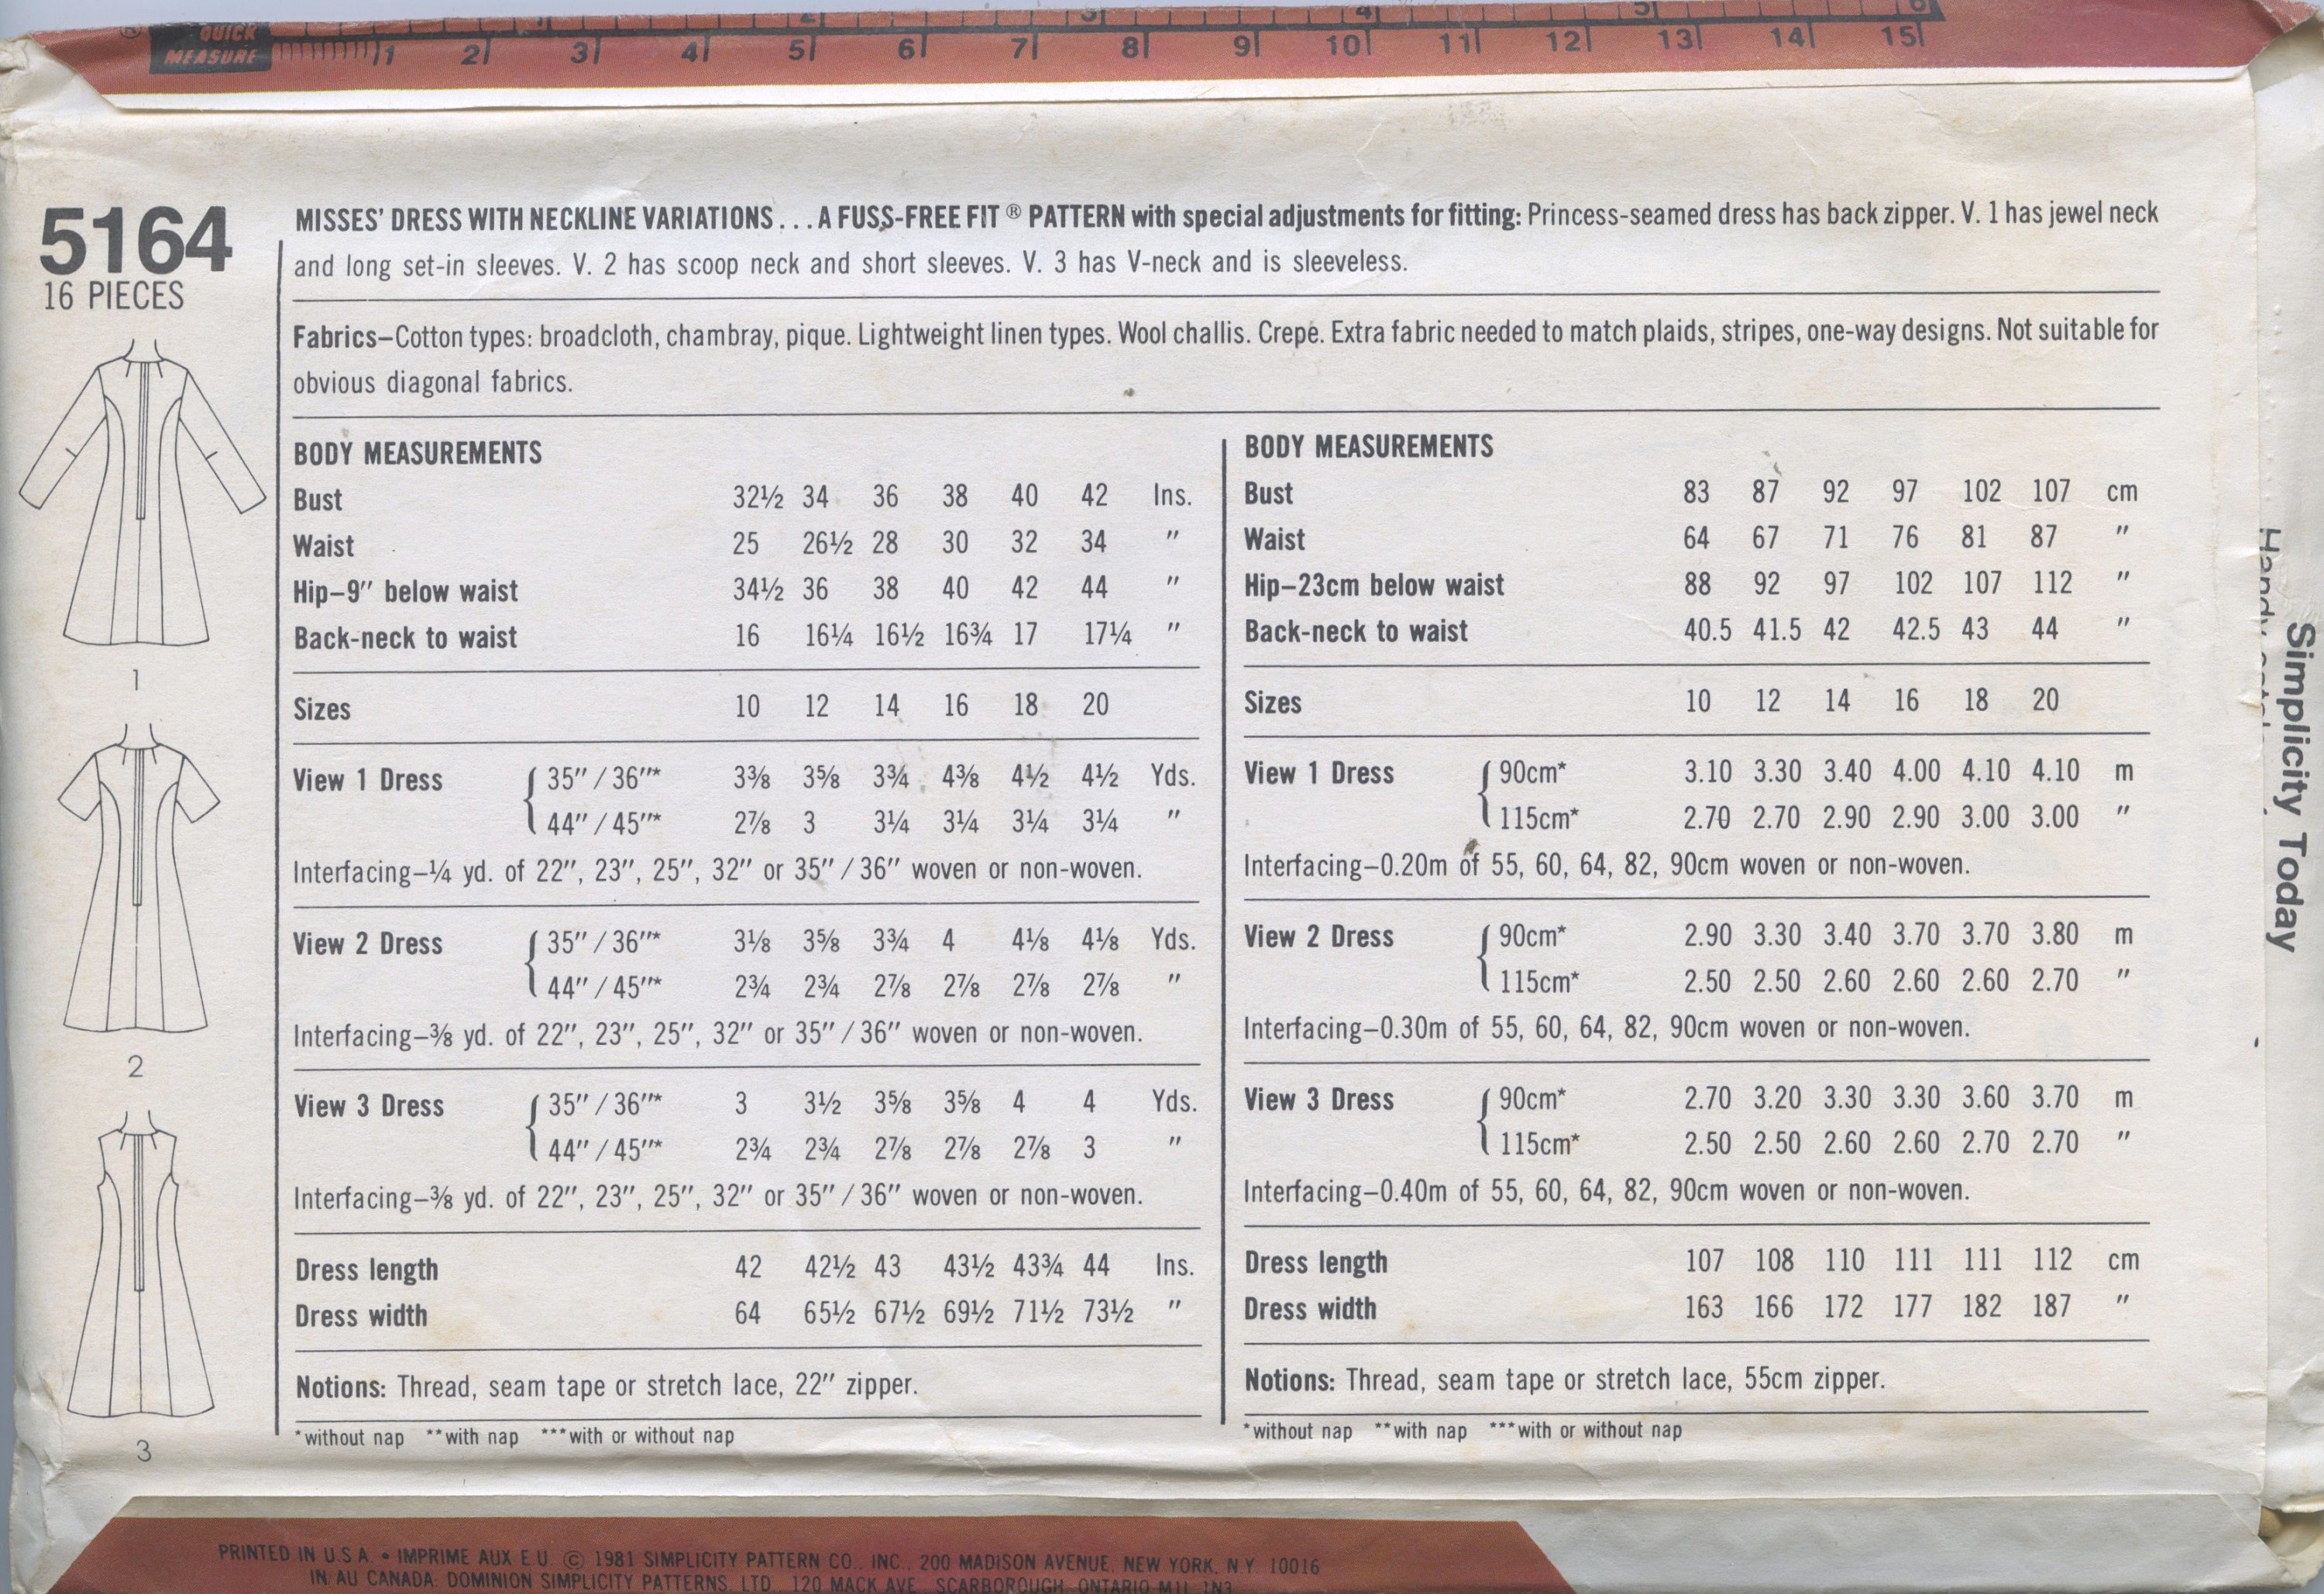 QUICK
MEASURE
1 2 3 4 5 6 7 8 9 10 11 12 13 14 15
5164
16 PIECES
MISSES' DRESS WITH NECKLINE VARIATIONS...A FUSS-FREE FIT ® PATTERN with special adjustments for fitting: Princess-seamed dress has back zipper. V. 1 has jewel neck
and long set-in sleeves. V. 2 has scoop neck and short sleeves. V. 3 has V-neck and is sleeveless.
Fabrics—Cotton types: broadcloth, chambray, pique. Lightweight linen types. Wool challis. Crepe. Extra fabric needed to match plaids, stripes, one-way designs. Not suitable for
obvious diagonal fabrics.
1
2
3
BODY MEASUREMENTS
Bust 32½ 34 36 38 40 42 Ins.
Waist 25 26½ 28 30 32 34 ″
Hip—9″ below waist 34½ 36 38 40 42 44 ″
Back-neck to waist 16 16¼ 16½ 16¾ 17 17¼ ″
Sizes 10 12 14 16 18 20
View 1 Dress 35″/36″* 3⅜ 3⅝ 3¾ 4⅜ 4½ 4½ Yds.
44″/45″* 2⅞ 3 3¼ 3¼ 3¼ 3¼ ″
Interfacing—¼ yd. of 22″, 23″, 25″, 32″ or 35″/36″ woven or non-woven.
View 2 Dress 35″/36″* 3⅛ 3⅝ 3¾ 4 4⅛ 4⅛ Yds.
44″/45″* 2¾ 2¾ 2⅞ 2⅞ 2⅞ 2⅞ ″
Interfacing—⅜ yd. of 22″, 23″, 25″, 32″ or 35″/36″ woven or non-woven.
View 3 Dress 35″/36″* 3 3½ 3⅝ 3⅝ 4 4 Yds.
44″/45″* 2¾ 2¾ 2⅞ 2⅞ 2⅞ 3 ″
Interfacing—⅜ yd. of 22″, 23″, 25″, 32″ or 35″/36″ woven or non-woven.
Dress length 42 42½ 43 43½ 43¾ 44 Ins.
Dress width 64 65½ 67½ 69½ 71½ 73½ ″
Notions: Thread, seam tape or stretch lace, 22″ zipper.
*without nap **with nap ***with or without nap
BODY MEASUREMENTS
Bust 83 87 92 97 102 107 cm
Waist 64 67 71 76 81 87 ″
Hip—23cm below waist 88 92 97 102 107 112 ″
Back-neck to waist 40.5 41.5 42 42.5 43 44 ″
Sizes 10 12 14 16 18 20
View 1 Dress 90cm* 3.10 3.30 3.40 4.00 4.10 4.10 m
115cm* 2.70 2.70 2.90 2.90 3.00 3.00 ″
Interfacing—0.20m of 55, 60, 64, 82, 90cm woven or non-woven.
View 2 Dress 90cm* 2.90 3.30 3.40 3.70 3.70 3.80 m
115cm* 2.50 2.50 2.60 2.60 2.60 2.70 ″
Interfacing—0.30m of 55, 60, 64, 82, 90cm woven or non-woven.
View 3 Dress 90cm* 2.70 3.20 3.30 3.30 3.60 3.70 m
115cm* 2.50 2.50 2.60 2.60 2.70 2.70 ″
Interfacing—0.40m of 55, 60, 64, 82, 90cm woven or non-woven.
Dress length 107 108 110 111 111 112 cm
Dress width 163 166 172 177 182 187 ″
Notions: Thread, seam tape or stretch lace, 55cm zipper.
*without nap **with nap ***with or without nap
Simplicity Today
PRINTED IN U.S.A. • IMPRIME AUX E.U. © 1981 SIMPLICITY PATTERN CO., INC., 200 MADISON AVENUE, NEW YORK, N.Y. 10016
IN/AU CANADA: DOMINION SIMPLICITY PATTERNS, LTD., 120 MACK AVE., SCARBOROUGH, ONTARIO M1L 1N3